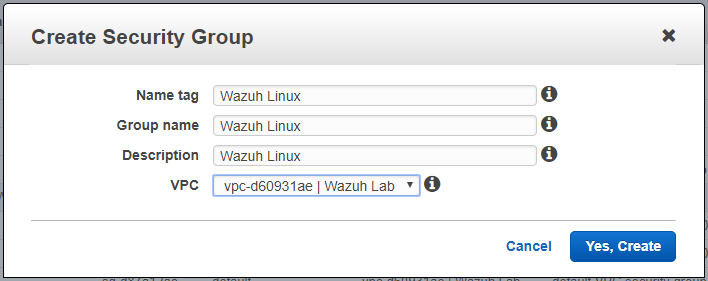 Create Security Group
Name tag Wazuh Linux
Group name Wazuh Linux
Description Wazuh Linux
VPC vpc-d60931ae | Wazuh Lab
Cancel Yes, Create